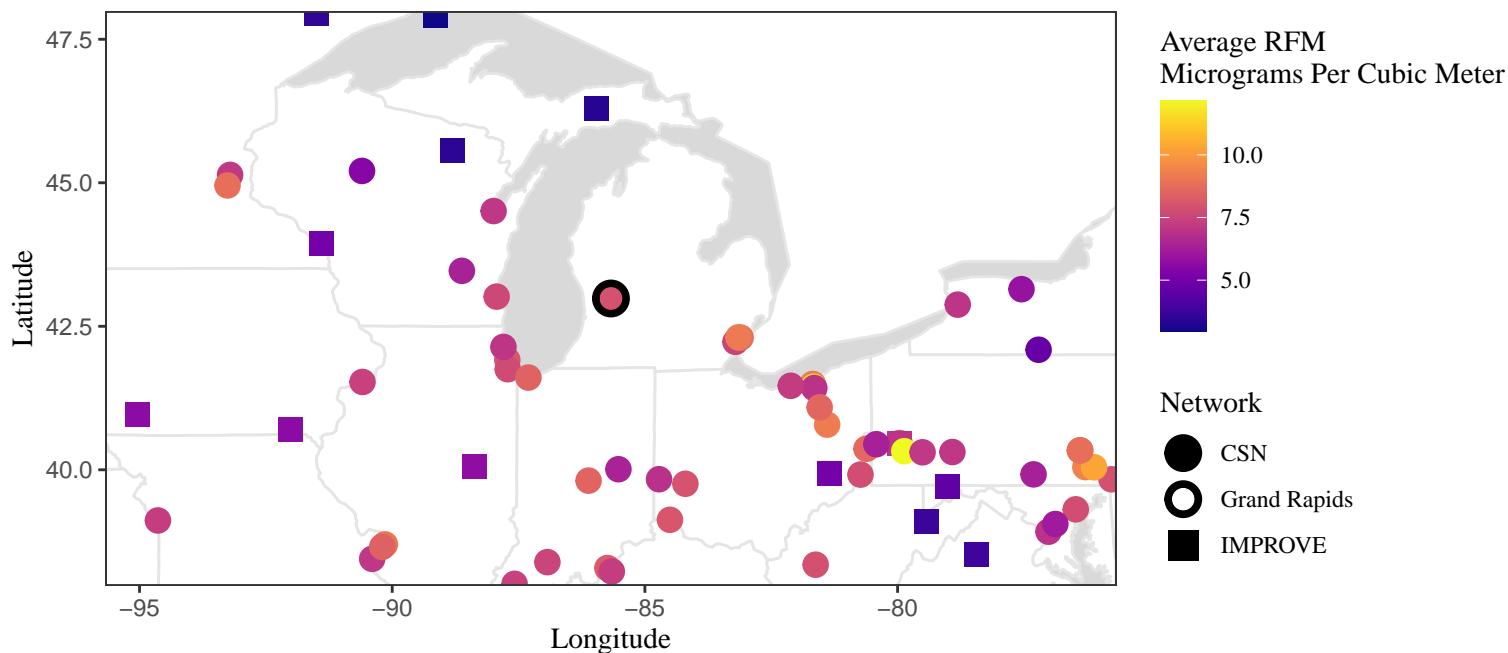 47.5
45.0
42.5
40.0
Latitude
−95
−90
−85
−80
Longitude
Average RFM
Micrograms Per Cubic Meter
10.0
7.5
5.0
Network
CSN
Grand Rapids
IMPROVE